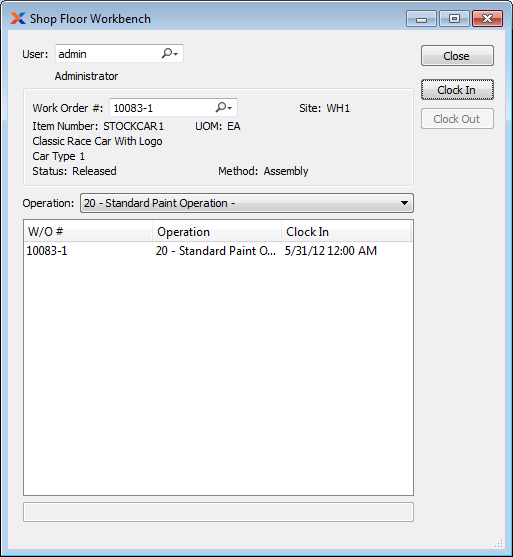 Shop Floor Workbench
User: admin
Close
Administrator
Clock In
Work Order #: 10083-1 Site: WH1
Clock Out
Item Number: STOCKCAR1 UOM: EA
Classic Race Car With Logo
Car Type 1
Status: Released Method: Assembly
Operation: 20 - Standard Paint Operation -
W/O # Operation Clock In
10083-1 20 - Standard Paint O... 5/31/12 12:00 AM